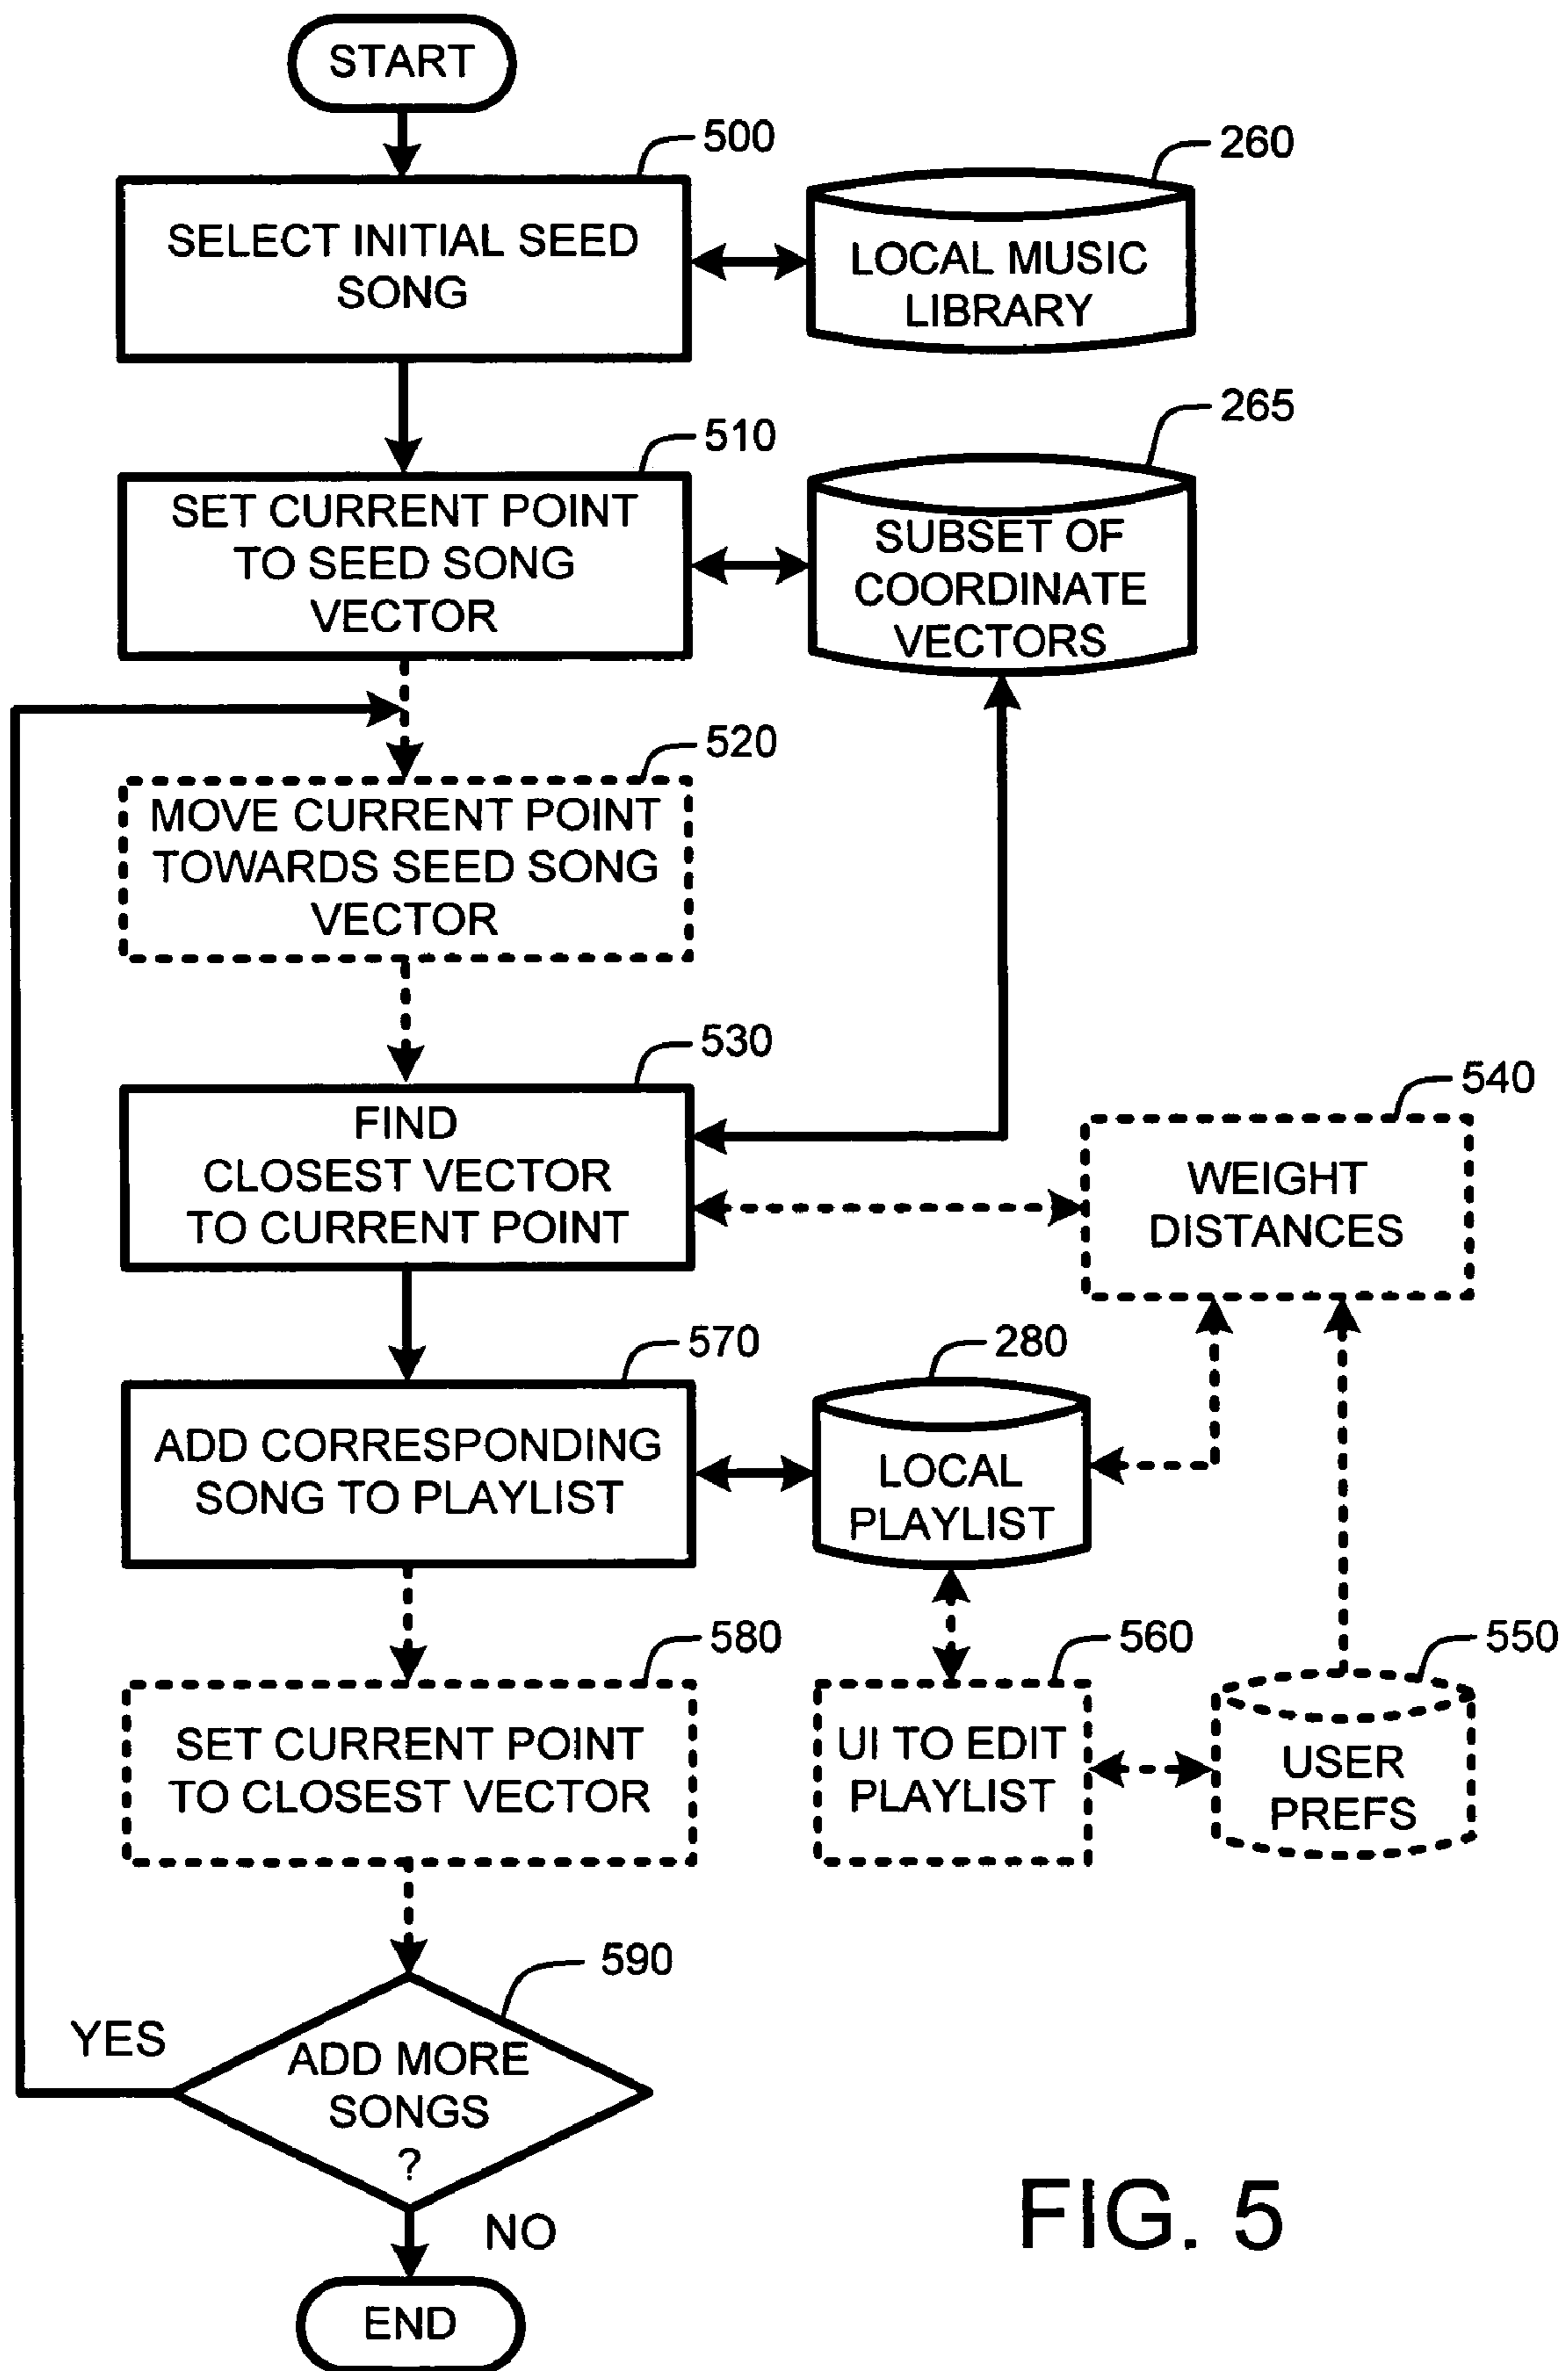 START
500
SELECT INITIAL SEED
SONG
260
LOCAL MUSIC
LIBRARY
510
SET CURRENT POINT
TO SEED SONG
VECTOR
265
SUBSET OF
COORDINATE
VECTORS
520
MOVE CURRENT POINT
TOWARDS SEED SONG
VECTOR
530
FIND
CLOSEST VECTOR
TO CURRENT POINT
540
WEIGHT
DISTANCES
570
ADD CORRESPONDING
SONG TO PLAYLIST
280
LOCAL
PLAYLIST
580
SET CURRENT POINT
TO CLOSEST VECTOR
560
UI TO EDIT
PLAYLIST
550
USER
PREFS
590
ADD MORE
SONGS
?
YES
NO
END
FIG. 5